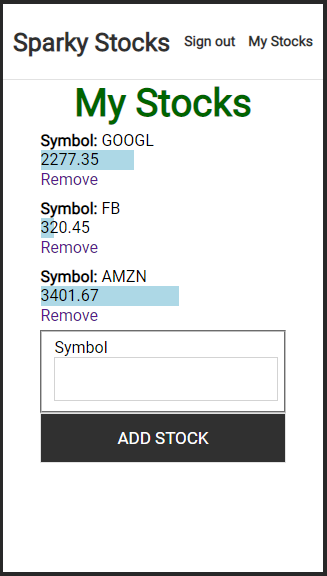 Sparky Stocks Sign out My Stocks
My Stocks
Symbol: GOOGL
2277.35
Remove
Symbol: FB
320.45
Remove
Symbol: AMZN
3401.67
Remove
Symbol
ADD STOCK